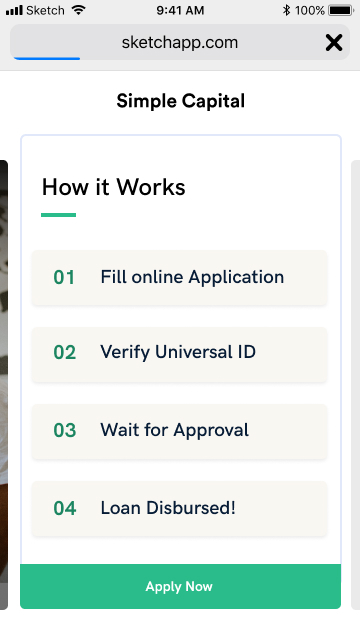 Sketch 9:41 AM 100%
sketchapp.com
Simple Capital
How it Works
01 Fill online Application
02 Verify Universal ID
03 Wait for Approval
04 Loan Disbursed!
Apply Now